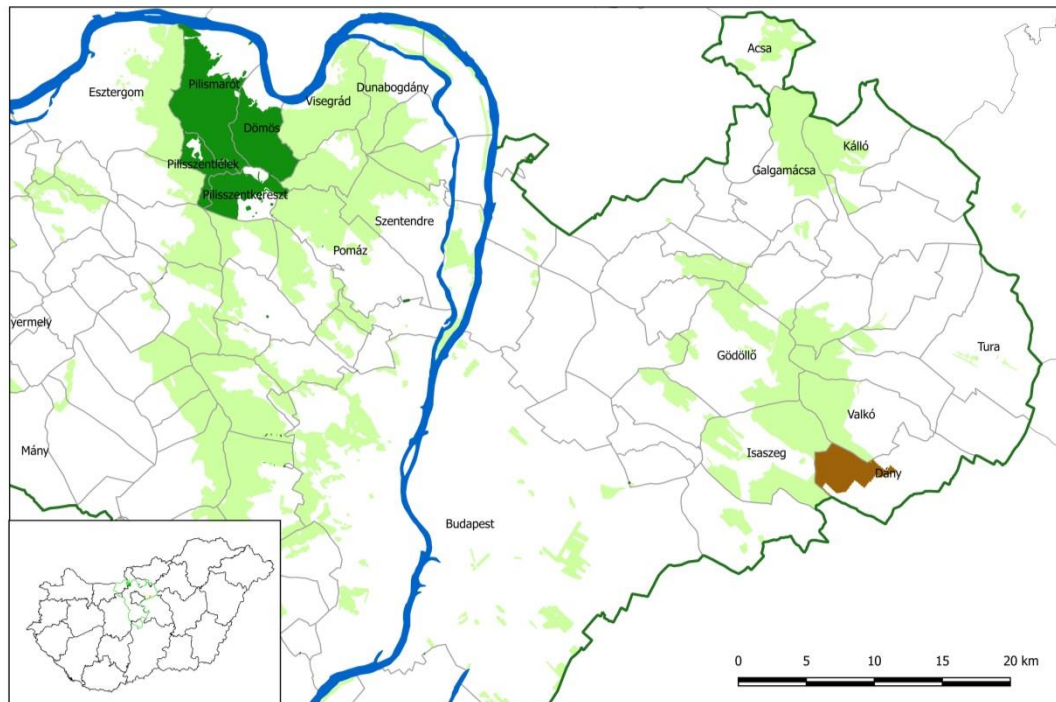 Acsa
Esztergom
Pilismarót
Visegrád
Dunabogdány
Dömös
Kálló
Pilisszentlélek
Galgamácsa
Pilisszentkereszt
Szentendre
Pomáz
yermely
Gödöllő
Tura
Valkó
Mány
Isaszeg
Dány
Budapest
0 5 10 15 20 km